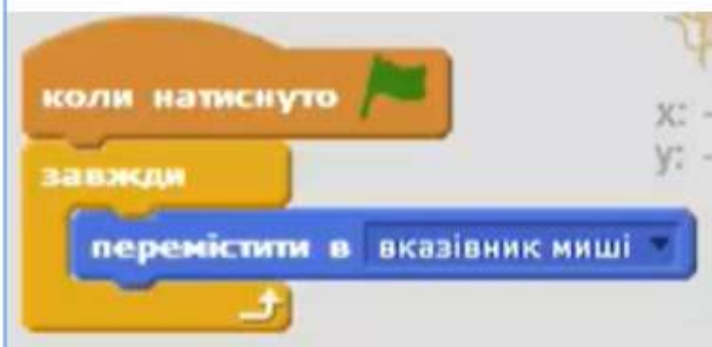 коли натиснуто
x: -
y: -
завжди
перемістити в вказівник миші